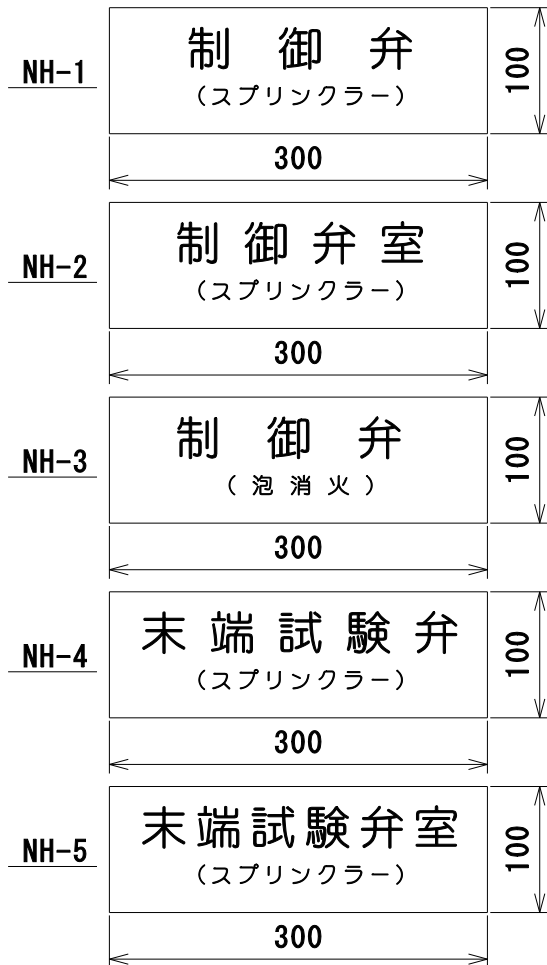 NH-1
制御弁
(スプリンクラー)
100
300
NH-2
制御弁室
(スプリンクラー)
100
300
NH-3
制御弁
(泡消火)
100
300
NH-4
末端試験弁
(スプリンクラー)
100
300
NH-5
末端試験弁室
(スプリンクラー)
100
300